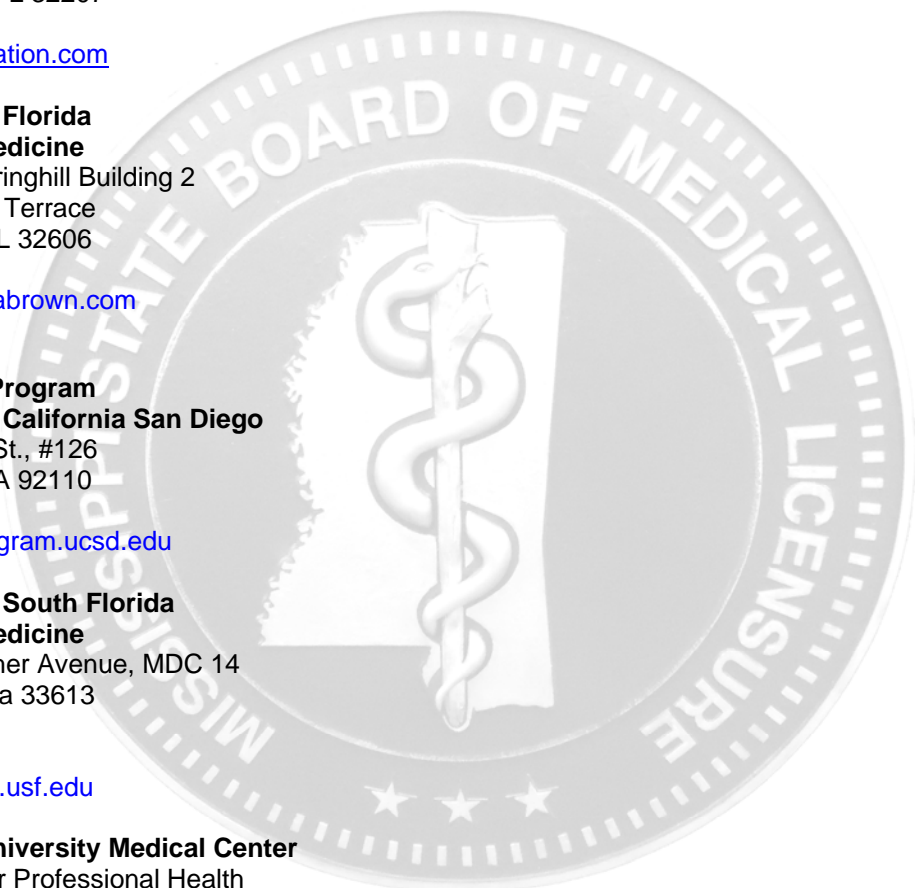 ation.com
Florida
edicine
ringhill Building 2
Terrace
L 32606
abrown.com
Program
California San Diego
St., #126
A 92110
gram.ucsd.edu
South Florida
edicine
ner Avenue, MDC 14
a 33613
.usf.edu
niversity Medical Center
r Professional Health
MISSISSIPPI STATE BOARD OF MEDICAL LICENSURE